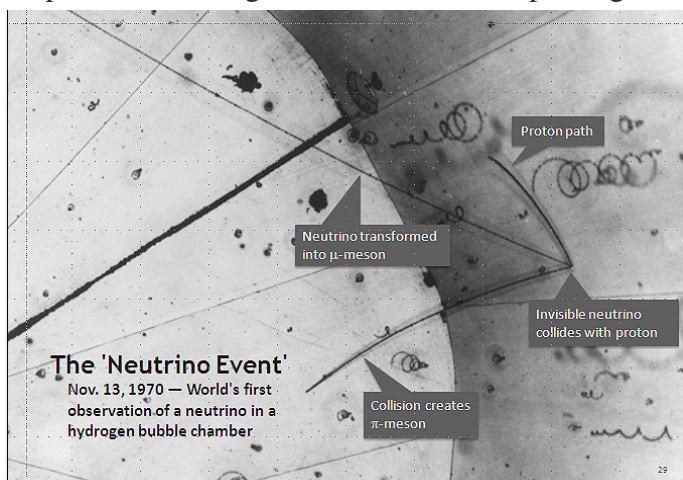 Proton path
Neutrino transformed
into μ-meson
Invisible neutrino
collides with proton
The 'Neutrino Event'
Nov. 13, 1970 — World's first
observation of a neutrino in a
hydrogen bubble chamber
Collision creates
π-meson
29